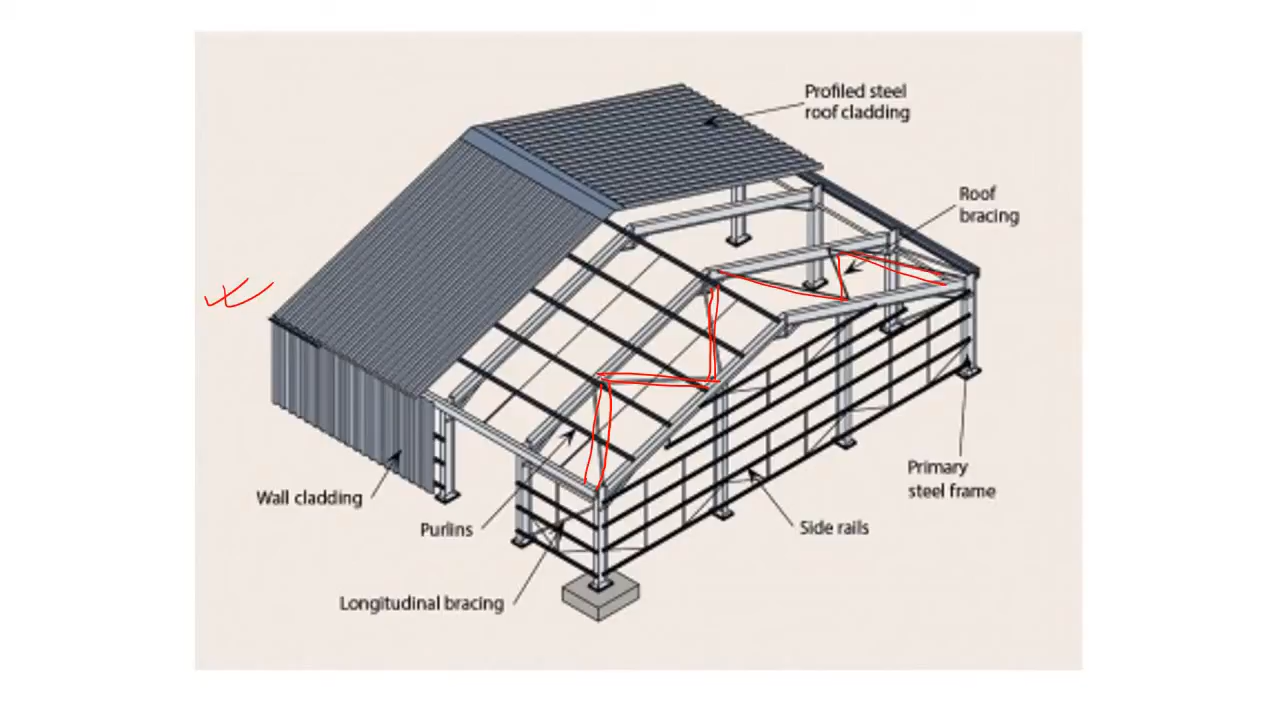 Profiled steel
roof cladding
Roof
bracing
Primary
steel frame
Wall cladding
Purlins
Side rails
Longitudinal bracing